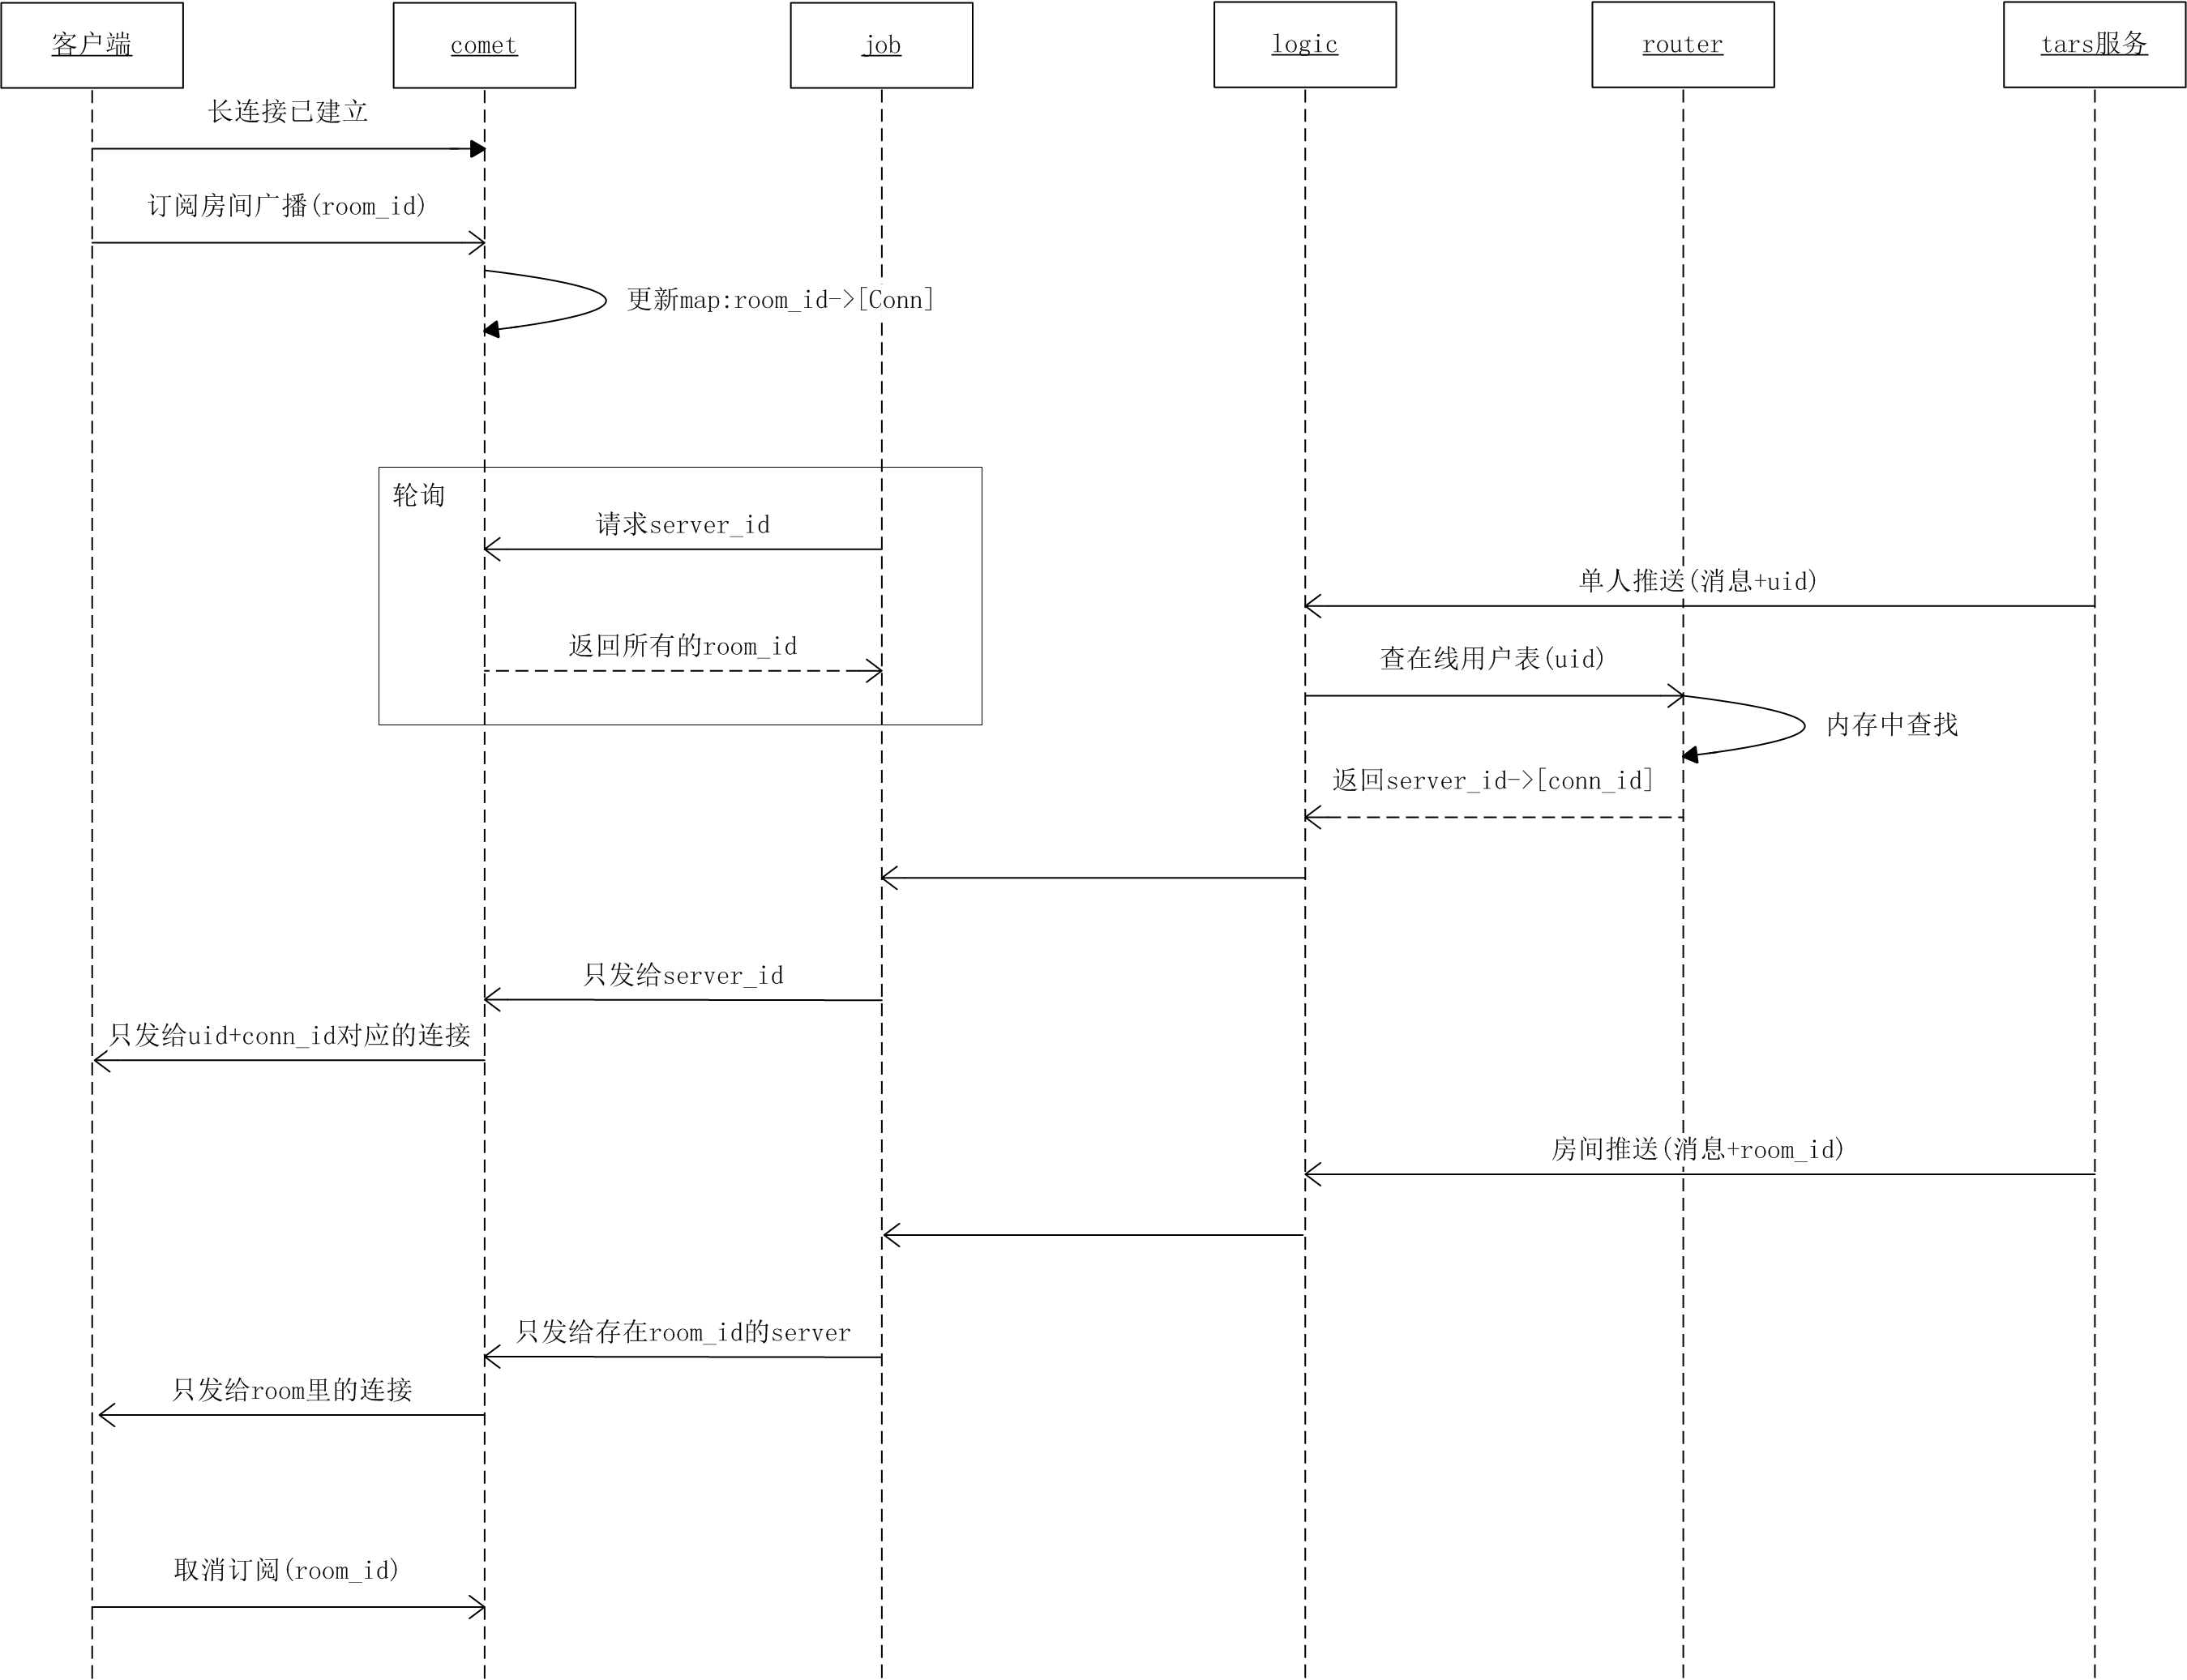 客户端
comet
job
logic
router
tars服务
长连接已建立
订阅房间广播(room_id)
更新map:room_id->[Conn]
轮询
请求server_id
单人推送(消息+uid)
返回所有的room_id
查在线用户表(uid)
内存中查找
返回server_id->[conn_id]
只发给server_id
只发给uid+conn_id对应的连接
房间推送(消息+room_id)
只发给存在room_id的server
只发给room里的连接
取消订阅(room_id)